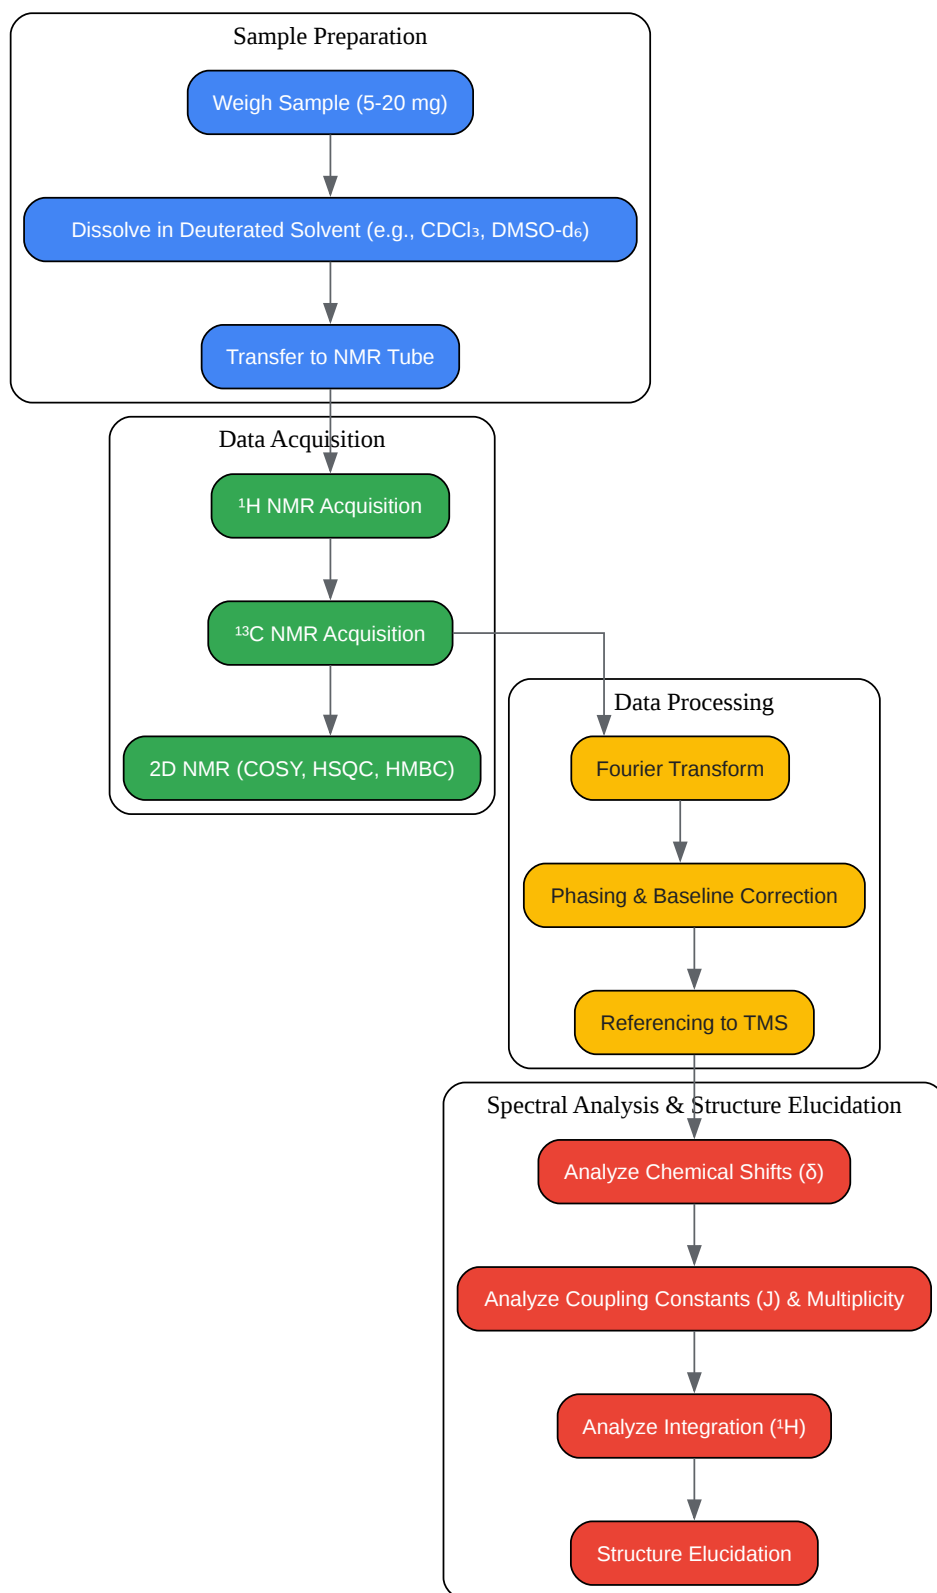 Sample Preparation
Weigh Sample (5-20 mg)
Dissolve in Deuterated Solvent (e.g., CDCl₃, DMSO-d₆)
Transfer to NMR Tube
Data Acquisition
¹H NMR Acquisition
¹³C NMR Acquisition
2D NMR (COSY, HSQC, HMBC)
Data Processing
Fourier Transform
Phasing & Baseline Correction
Referencing to TMS
Spectral Analysis & Structure Elucidation
Analyze Chemical Shifts (δ)
Analyze Coupling Constants (J) & Multiplicity
Analyze Integration (¹H)
Structure Elucidation